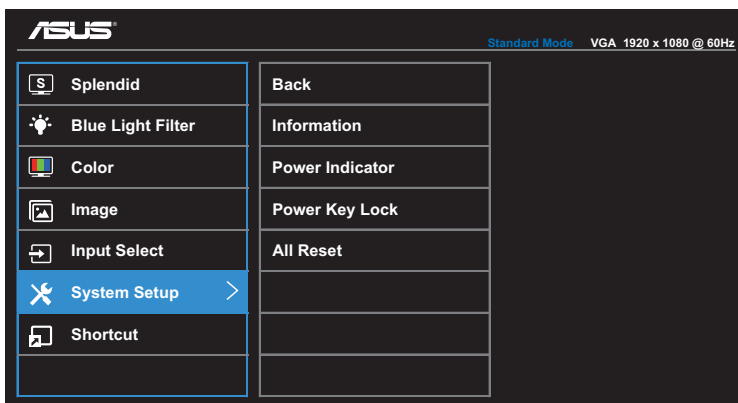 ASUS
Standard Mode VGA 1920 x 1080 @ 60Hz
S Splendid
Blue Light Filter
Color
Image
Input Select
System Setup >
Shortcut
Back
Information
Power Indicator
Power Key Lock
All Reset